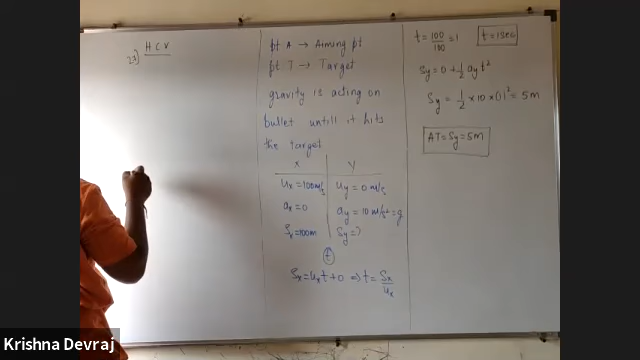 23] H C V
pt A → Aiming pt
pt T → Target
gravity is acting on
bullet untill it hits
the target
X Y
ux = 100m/s uy = 0 m/s
ax = 0 ay = 10 m/s² = g
Sx = 100m Sy = ?
t
Sx = uxt + 0 ⇒ t = Sx/ux
t = 100/100 = 1 t = 1sec
Sy = 0 + 1/2 ay t²
Sy = 1/2 × 10 × (1)² = 5m
AT = Sy = 5m
Krishna Devraj